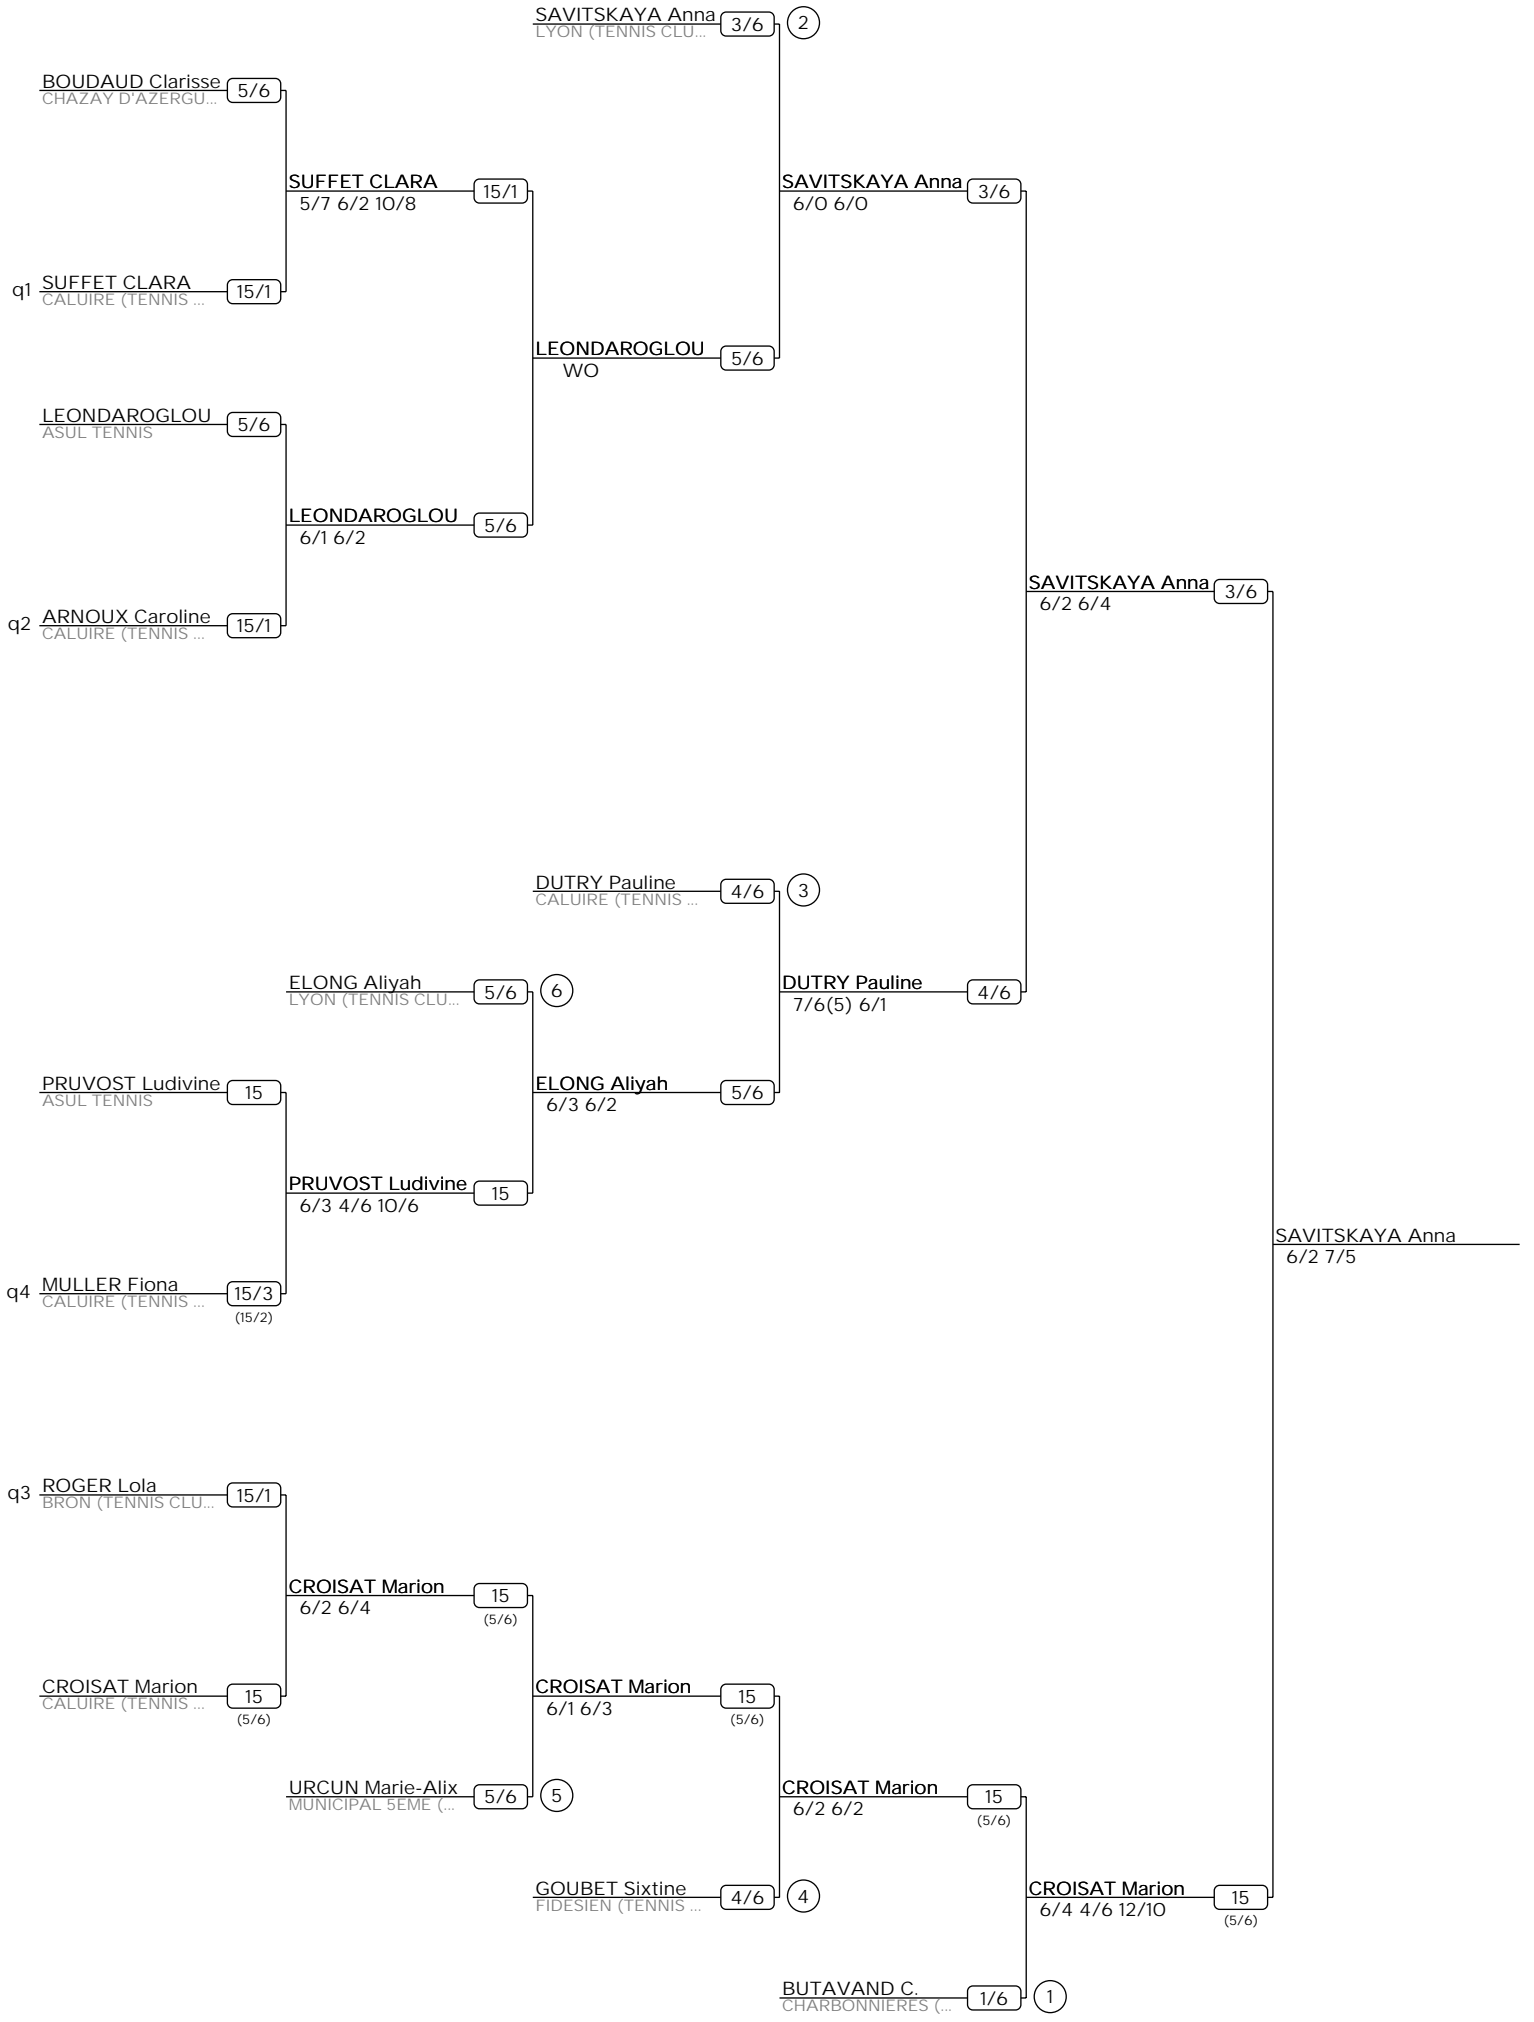 SAVITSKAYA Anna 3/6 2
LYON (TENNIS CLU...
BOUDAUD Clarisse 5/6
CHAZAY D'AZERGU...
SUFFET CLARA 15/1
5/7 6/2 10/8
SAVITSKAYA Anna 3/6
6/0 6/0
q1 SUFFET CLARA 15/1
CALUIRE (TENNIS ...
LEONDAROGLOU 5/6
WO
LEONDAROGLOU 5/6
ASUL TENNIS
LEONDAROGLOU 5/6
6/1 6/2
SAVITSKAYA Anna 3/6
6/2 6/4
q2 ARNOUX Caroline 15/1
CALUIRE (TENNIS ...
DUTRY Pauline 4/6 3
CALUIRE (TENNIS ...
ELONG Aliyah 5/6 6
LYON (TENNIS CLU...
DUTRY Pauline 4/6
7/6(5) 6/1
PRUVOST Ludivine 15
ASUL TENNIS
ELONG Aliyah 5/6
6/3 6/2
PRUVOST Ludivine 15
6/3 4/6 10/6
SAVITSKAYA Anna
6/2 7/5
q4 MULLER Fiona 15/3
CALUIRE (TENNIS ...
(15/2)
q3 ROGER Lola 15/1
BRON (TENNIS CLU...
CROISAT Marion 15
6/2 6/4
(5/6)
CROISAT Marion 15
CALUIRE (TENNIS ...
(5/6)
CROISAT Marion 15
6/1 6/3
(5/6)
URCUN Marie-Alix 5/6 5
MUNICIPAL 5EME (...
CROISAT Marion 15
6/2 6/2
(5/6)
GOUBET Sixtine 4/6 4
FIDESIEN (TENNIS ...
CROISAT Marion 15
6/4 4/6 12/10
(5/6)
BUTAVAND C. 1/6 1
CHARBONNIERES (...